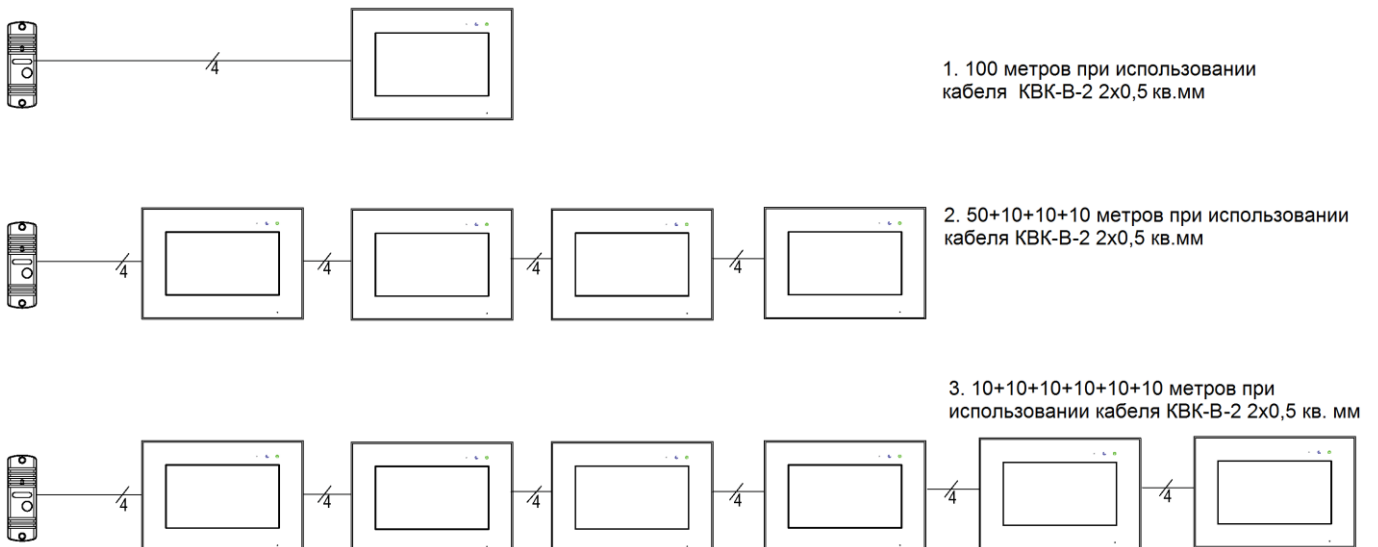 4
1. 100 метров при использовании
кабеля КВК-В-2 2х0,5 кв.мм
4 4 4 4
2. 50+10+10+10 метров при использовании
кабеля КВК-В-2 2х0,5 кв.мм
3. 10+10+10+10+10+10 метров при
использовании кабеля КВК-В-2 2х0,5 кв. мм
4 4 4 4 4 4